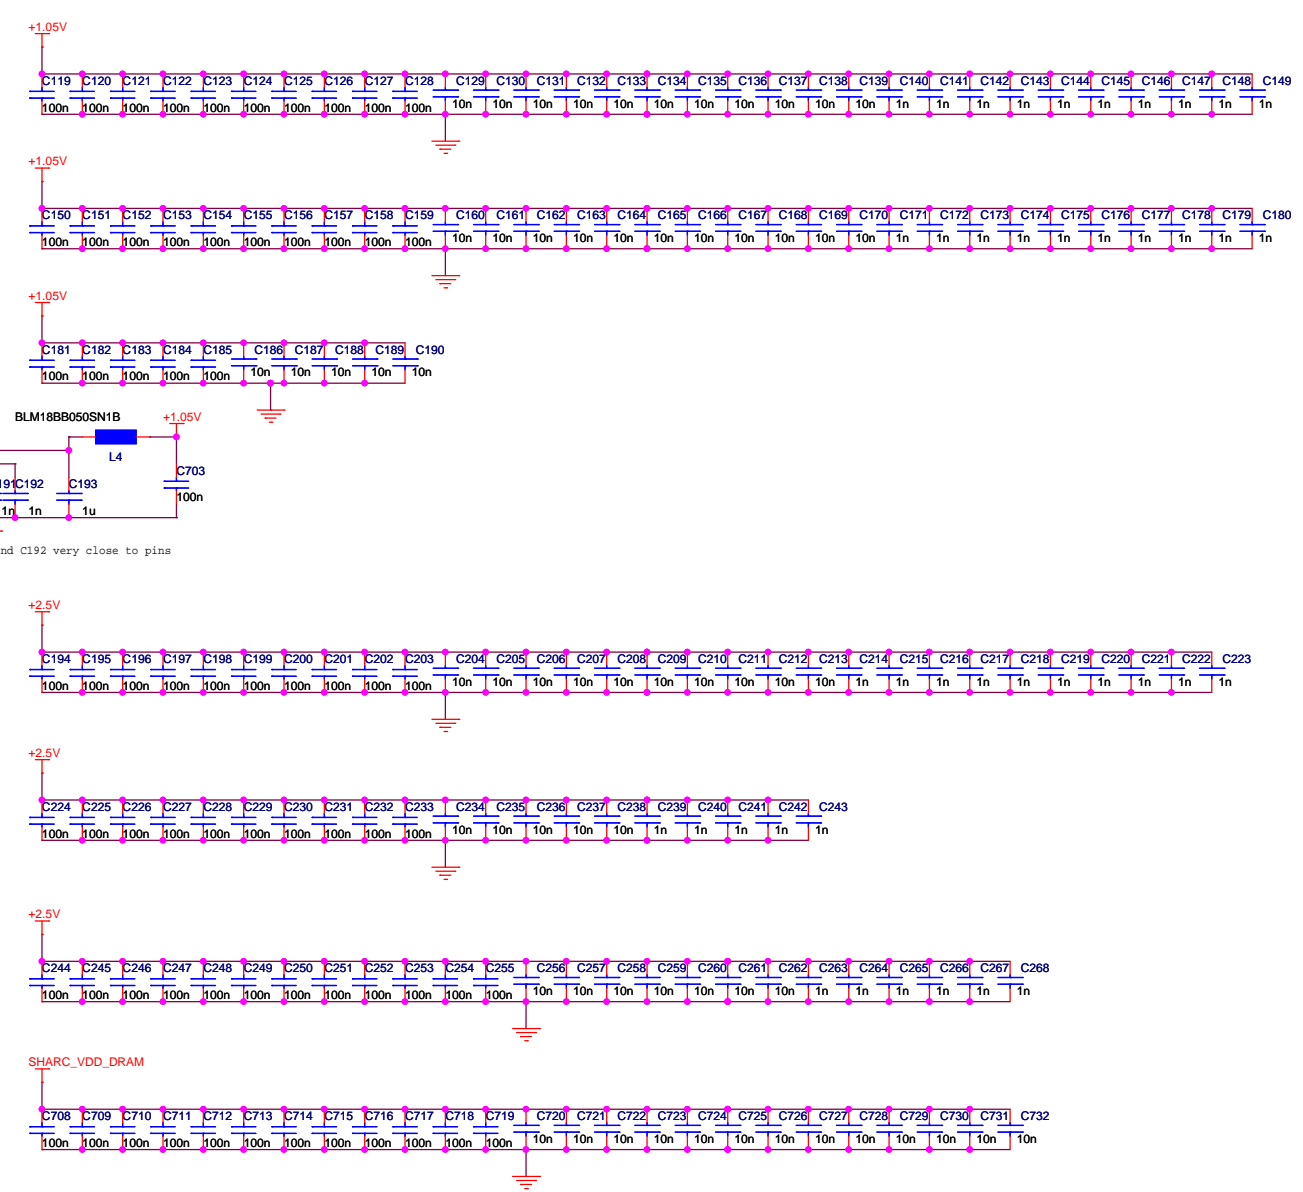 +1.05V
C119 C120 C121 C122 C123 C124 C125 C126 C127 C128 C129 C130 C131 C132 C133 C134 C135 C136 C137 C138 C139 C140 C141 C142 C143 C144 C145 C146 C147 C148 C149
100n 100n 100n 100n 100n 100n 100n 100n 100n 100n 10n 10n 10n 10n 10n 10n 10n 10n 10n 10n 10n 1n 1n 1n 1n 1n 1n 1n 1n 1n 1n
+1.05V
C150 C151 C152 C153 C154 C155 C156 C157 C158 C159 C160 C161 C162 C163 C164 C165 C166 C167 C168 C169 C170 C171 C172 C173 C174 C175 C176 C177 C178 C179 C180
100n 100n 100n 100n 100n 100n 100n 100n 100n 100n 10n 10n 10n 10n 10n 10n 10n 10n 10n 10n 10n 1n 1n 1n 1n 1n 1n 1n 1n 1n 1n
+1.05V
C181 C182 C183 C184 C185 C186 C187 C188 C189 C190
100n 100n 100n 100n 100n 10n 10n 10n 10n 10n
BLM18BB050SN1B +1.05V
L4
C703
191 C192 C193
100n
1n 1n 1u
nd C192 very close to pins
+2.5V
C194 C195 C196 C197 C198 C199 C200 C201 C202 C203 C204 C205 C206 C207 C208 C209 C210 C211 C212 C213 C214 C215 C216 C217 C218 C219 C220 C221 C222 C223
100n 100n 100n 100n 100n 100n 100n 100n 100n 100n 10n 10n 10n 10n 10n 10n 10n 10n 10n 10n 1n 1n 1n 1n 1n 1n 1n 1n 1n 1n
+2.5V
C224 C225 C226 C227 C228 C229 C230 C231 C232 C233 C234 C235 C236 C237 C238 C239 C240 C241 C242 C243
100n 100n 100n 100n 100n 100n 100n 100n 100n 100n 10n 10n 10n 10n 10n 1n 1n 1n 1n 1n
+2.5V
C244 C245 C246 C247 C248 C249 C250 C251 C252 C253 C254 C255 C256 C257 C258 C259 C260 C261 C262 C263 C264 C265 C266 C267 C268
100n 100n 100n 100n 100n 100n 100n 100n 100n 100n 100n 100n 10n 10n 10n 10n 10n 10n 10n 1n 1n 1n 1n 1n 1n
SHARC_VDD_DRAM
C708 C709 C710 C711 C712 C713 C714 C715 C716 C717 C718 C719 C720 C721 C722 C723 C724 C725 C726 C727 C728 C729 C730 C731 C732
100n 100n 100n 100n 100n 100n 100n 100n 100n 100n 100n 100n 10n 10n 10n 10n 10n 10n 10n 10n 10n 10n 10n 10n 10n